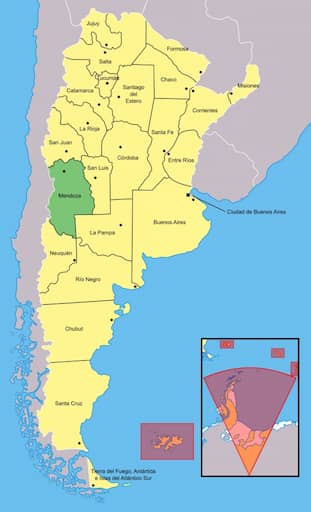 Jujuy
Salta
Formosa
Tucumán
Chaco
Misiones
Catamarca
Santiago
del
Estero
Corrientes
La Rioja
Santa Fe
San Juan
Córdoba
Entre Ríos
San Luis
Mendoza
Ciudad de Buenos Aires
Buenos Aires
La Pampa
Neuquén
Río Negro
Chubut
Santa Cruz
Tierra del Fuego, Antártida
e Islas del Atlántico Sur